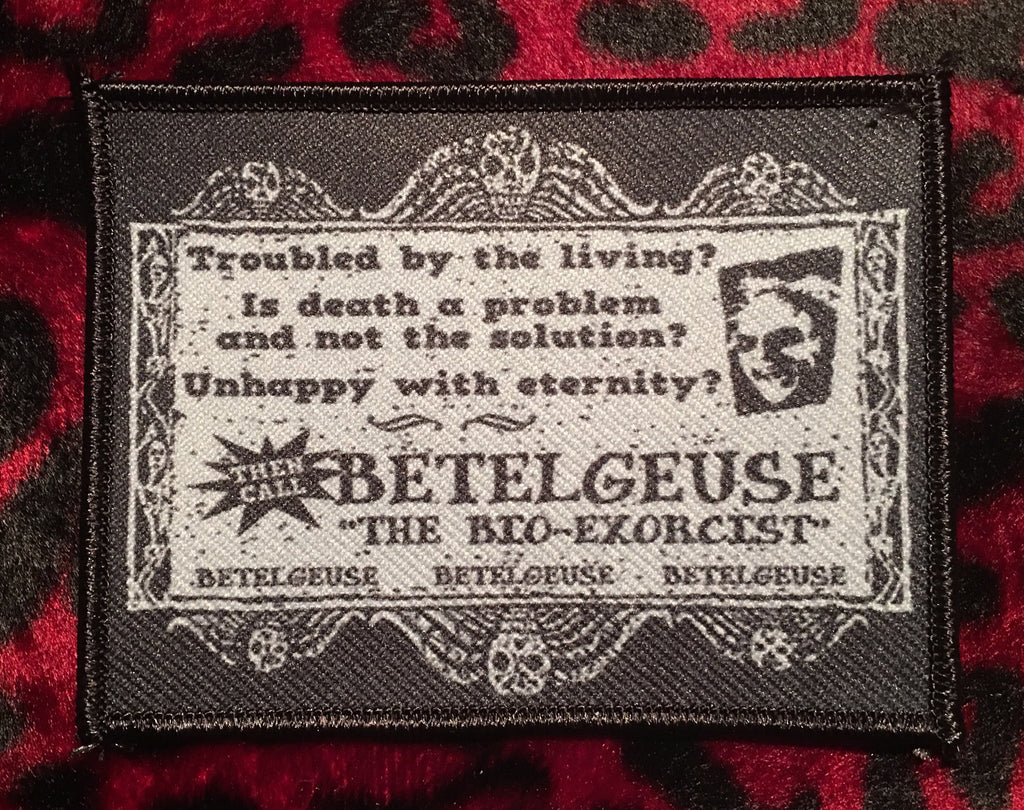 Troubled by the living?
Is death a problem
and not the solution?
Unhappy with eternity?
THEN
CALL
BETELGEUSE
"THE BIO-EXORCIST"
BETELGEUSE BETELGEUSE BETELGEUSE